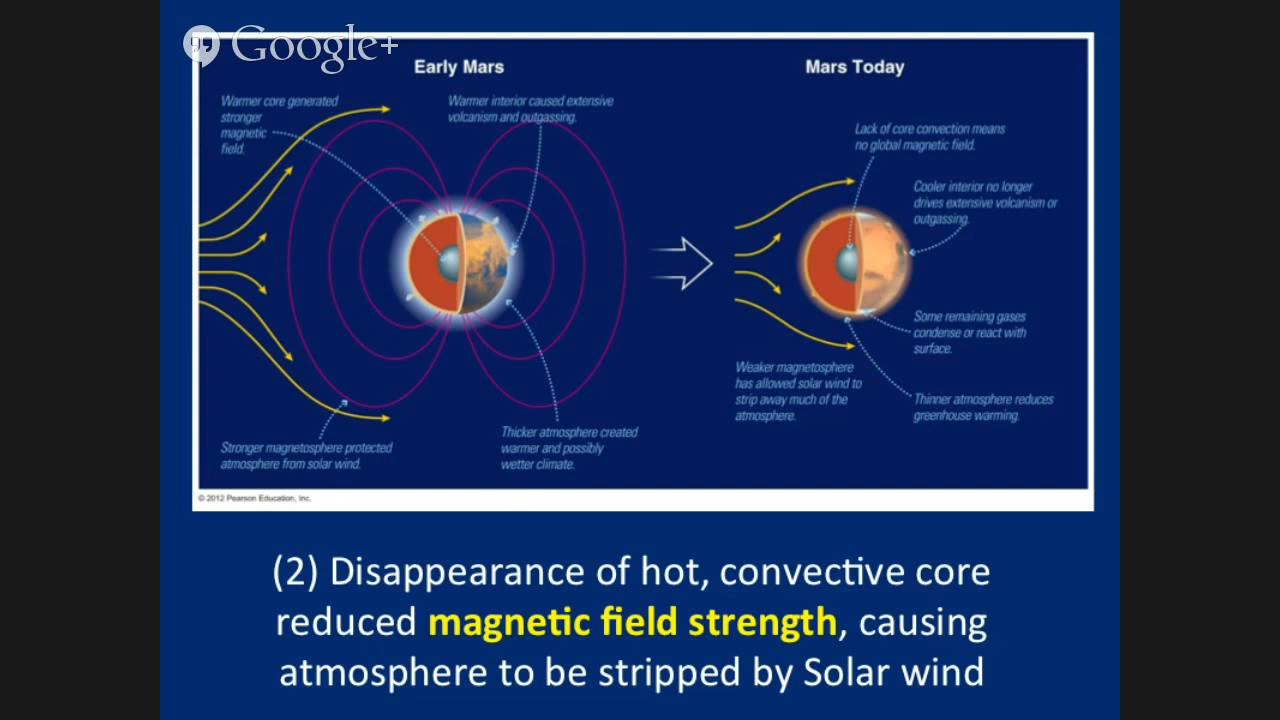 Google+
Early Mars
Mars Today
Warmer core generated
stronger
magnetic
field.
Warmer interior caused extensive
volcanism and outgassing.
Stronger magnetosphere protected
atmosphere from solar wind.
Thicker atmosphere created
warmer and possibly
wetter climate.
Lack of core convection means
no global magnetic field.
Cooler interior no longer
drives extensive volcanism or
outgassing.
Some remaining gases
condense or react with
surface.
Weaker magnetosphere
has allowed solar wind to
strip away much of the
atmosphere.
Thinner atmosphere reduces
greenhouse warming.
© 2012 Pearson Education, Inc.
(2) Disappearance of hot, convective core
reduced magnetic field strength, causing
atmosphere to be stripped by Solar wind